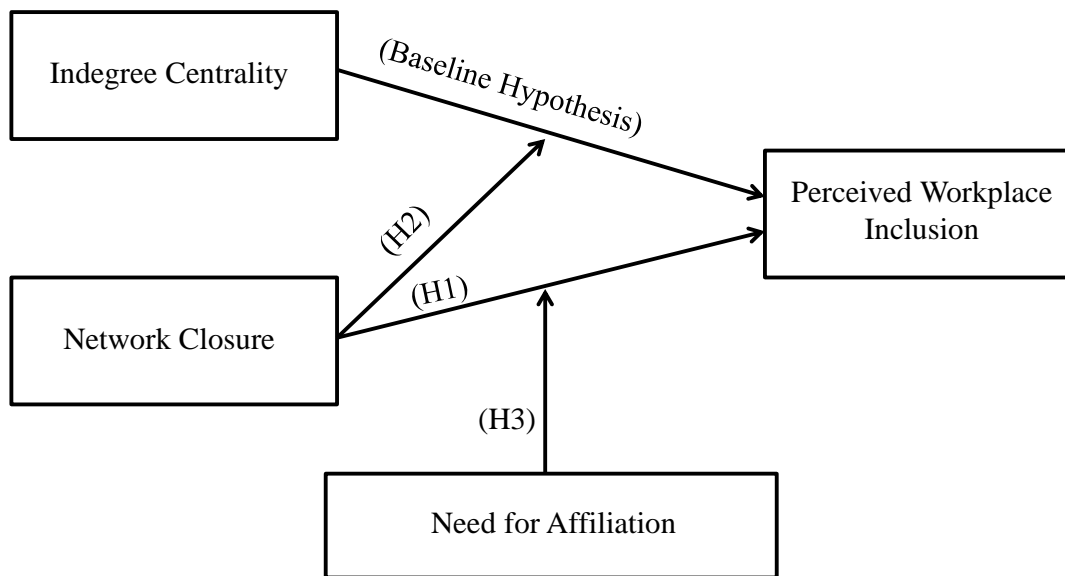 Indegree Centrality
(Baseline Hypothesis)
Perceived Workplace
Inclusion
(H2)
(H1)
Network Closure
(H3)
Need for Affiliation